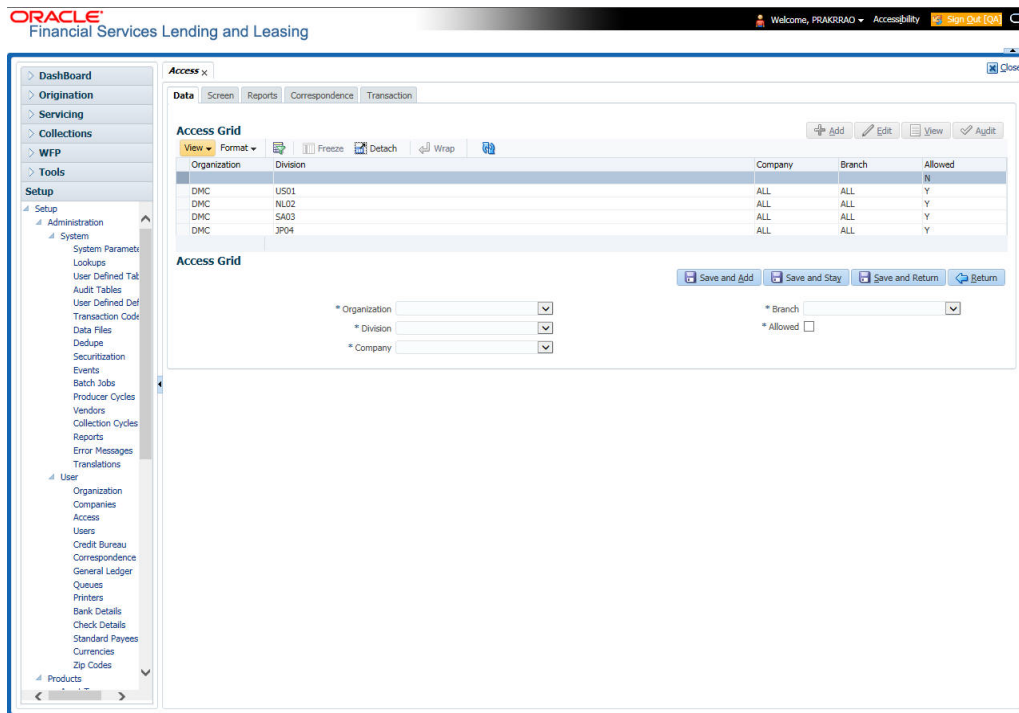 ORACLE®
Financial Services Lending and Leasing
Welcome, PRAKRRAO Accessibility Sign Out [QA]
Close
DashBoard
Origination
Servicing
Collections
WFP
Tools
Setup
Setup
Administration
System
System Paramete
Lookups
User Defined Tab
Audit Tables
User Defined Def
Transaction Code
Data Files
Dedupe
Securitization
Events
Batch Jobs
Producer Cycles
Vendors
Collection Cycles
Reports
Error Messages
Translations
User
Organization
Companies
Access
Users
Credit Bureau
Correspondence
General Ledger
Queues
Printers
Bank Details
Check Details
Standard Payees
Currencies
Zip Codes
Products
Access x
Data Screen Reports Correspondence Transaction
Access Grid
Add Edit View Audit
View Format Freeze Detach Wrap
Organization Division Company Branch Allowed
N
DMC US01 ALL ALL Y
DMC NL02 ALL ALL Y
DMC SA03 ALL ALL Y
DMC JP04 ALL ALL Y
Access Grid
Save and Add Save and Stay Save and Return Return
* Organization
* Division
* Company
* Branch
* Allowed